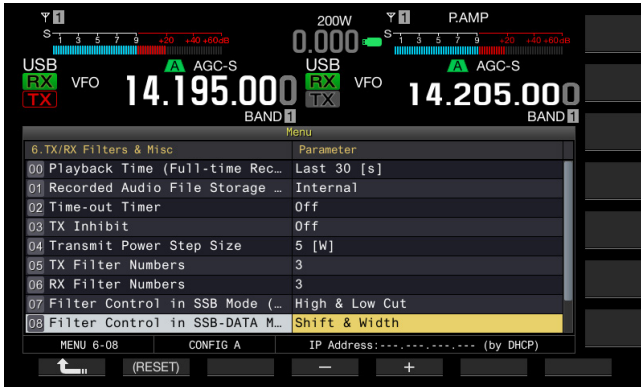 1 200W 1 P.AMP
S 1 3 5 7 9 +20 +40 +60dB 0.000 S 1 3 5 7 9 +20 +40 +60dB
USB A AGC-S USB A AGC-S
RX VFO 14.195.000 RX VFO 14.205.000
TX TX
BAND 1 BAND 1
Menu
6.TX/RX Filters & Misc Parameter
00 Playback Time (Full-time Rec… Last 30 [s]
01 Recorded Audio File Storage … Internal
02 Time-out Timer Off
03 TX Inhibit Off
04 Transmit Power Step Size 5 [W]
05 TX Filter Numbers 3
06 RX Filter Numbers 3
07 Filter Control in SSB Mode (… High & Low Cut
08 Filter Control in SSB-DATA M… Shift & Width
MENU 6-08 CONFIG A IP Address:---.---.---.--- (by DHCP)
(RESET) − +